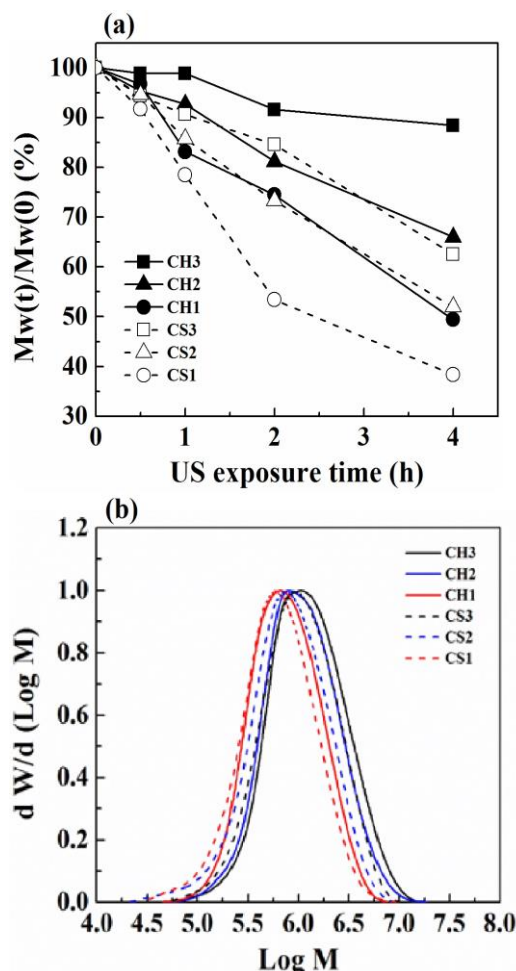 (a)
Mw(t)/Mw(0) (%)
100
90
80
70
60
50
40
30
CH3
CH2
CH1
CS3
CS2
CS1
0 1 2 3 4
US exposure time (h)
(b)
d W/d (Log M)
1.2
1.0
0.8
0.6
0.4
0.2
0.0
CH3
CH2
CH1
CS3
CS2
CS1
4.0 4.5 5.0 5.5 6.0 6.5 7.0 7.5 8.0
Log M